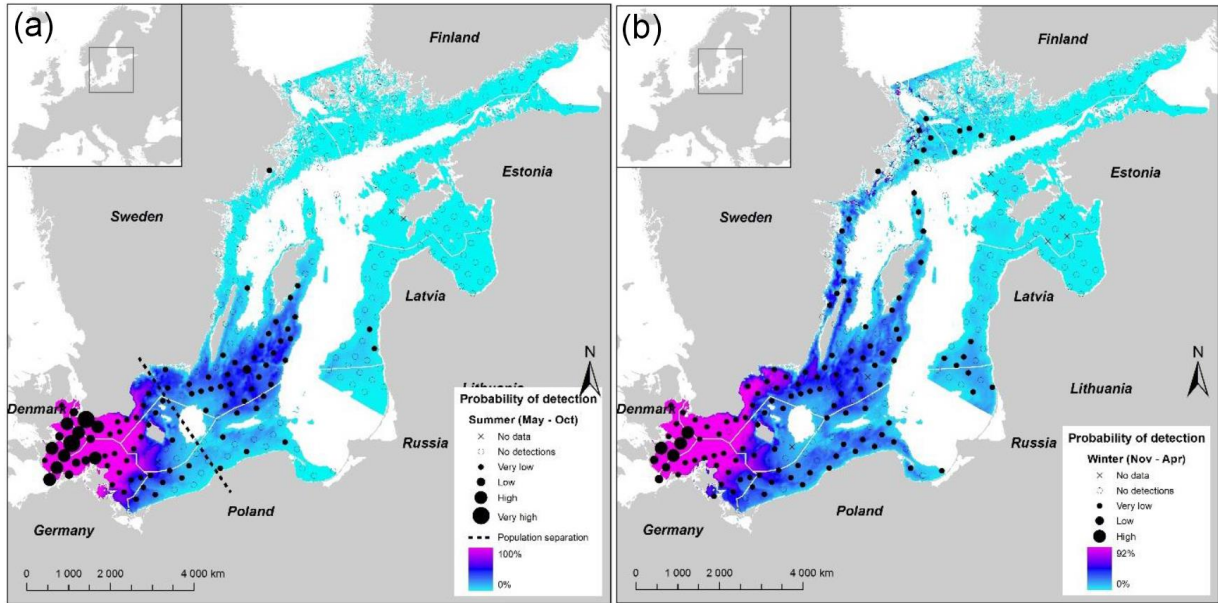 (a)
Finland
Sweden
Estonia
Latvia
Lithuania
Denmark
Russia
Germany
Poland
N
Probability of detection
Summer (May - Oct)
No data
No detections
Very low
Low
High
Very high
Population separation
100%
0%
0 1 000 2 000 4 000 km
(b)
Finland
Sweden
Estonia
Latvia
Lithuania
Denmark
Russia
Germany
Poland
N
Probability of detection
Winter (Nov - Apr)
No data
No detections
Very low
Low
High
92%
0%
0 1 000 2 000 4 000 km